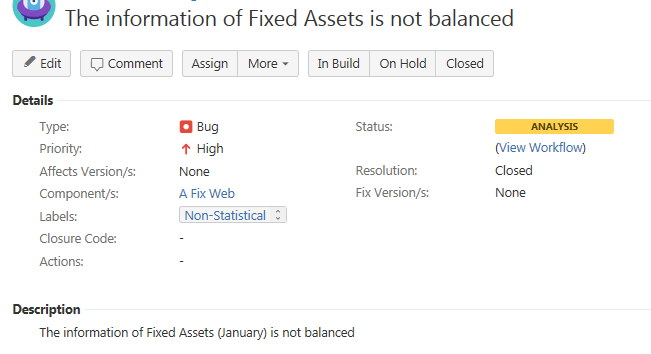 The information of Fixed Assets is not balanced
Edit Comment Assign More In Build On Hold Closed
Details
Type: Bug Status: ANALYSIS
Priority: High (View Workflow)
Affects Version/s: None Resolution: Closed
Component/s: A Fix Web Fix Version/s: None
Labels: Non-Statistical
Closure Code: -
Actions: -
Description
The information of Fixed Assets (January) is not balanced